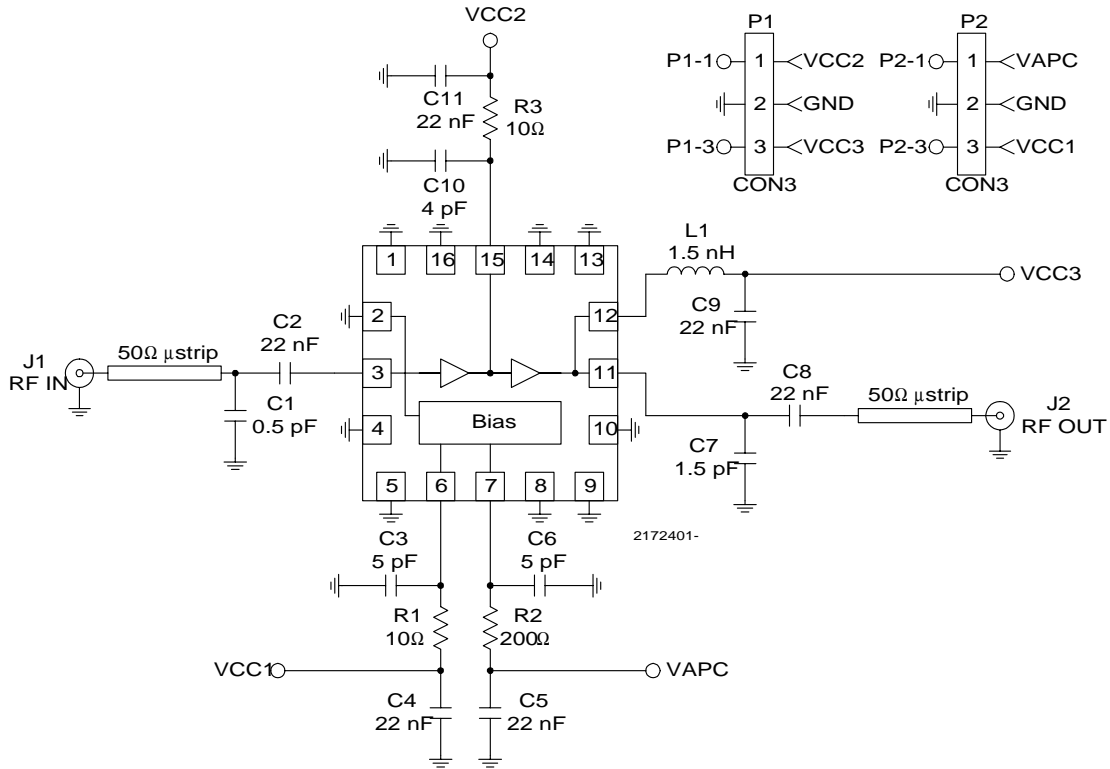 VCC2
P1
P2
P1-1
1
VCC2
P2-1
1
VAPC
C11
22 nF
R3
10Ω
2
GND
2
GND
P1-3
3
VCC3
P2-3
3
VCC1
CON3
CON3
C10
4 pF
L1
1.5 nH
1
16
15
14
13
VCC3
C9
22 nF
2
12
C2
22 nF
J1
RF IN
50Ω μstrip
3
11
C8
22 nF
50Ω μstrip
J2
RF OUT
C1
0.5 pF
4
Bias
10
C7
1.5 pF
5
6
7
8
9
2172401-
C3
5 pF
C6
5 pF
R1
10Ω
R2
200Ω
VCC1
VAPC
C4
22 nF
C5
22 nF